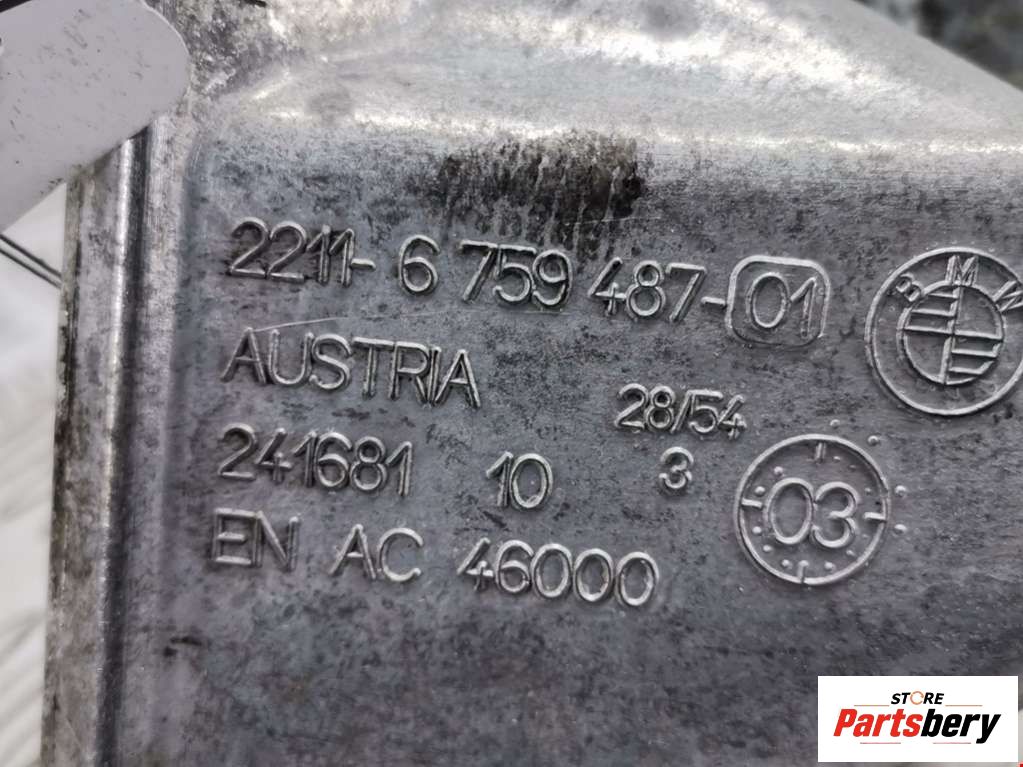 2211-6 759 487-01
BMW
AUSTRIA
28/54
241681 10 3
03
EN AC 46000
STORE
Partsbery